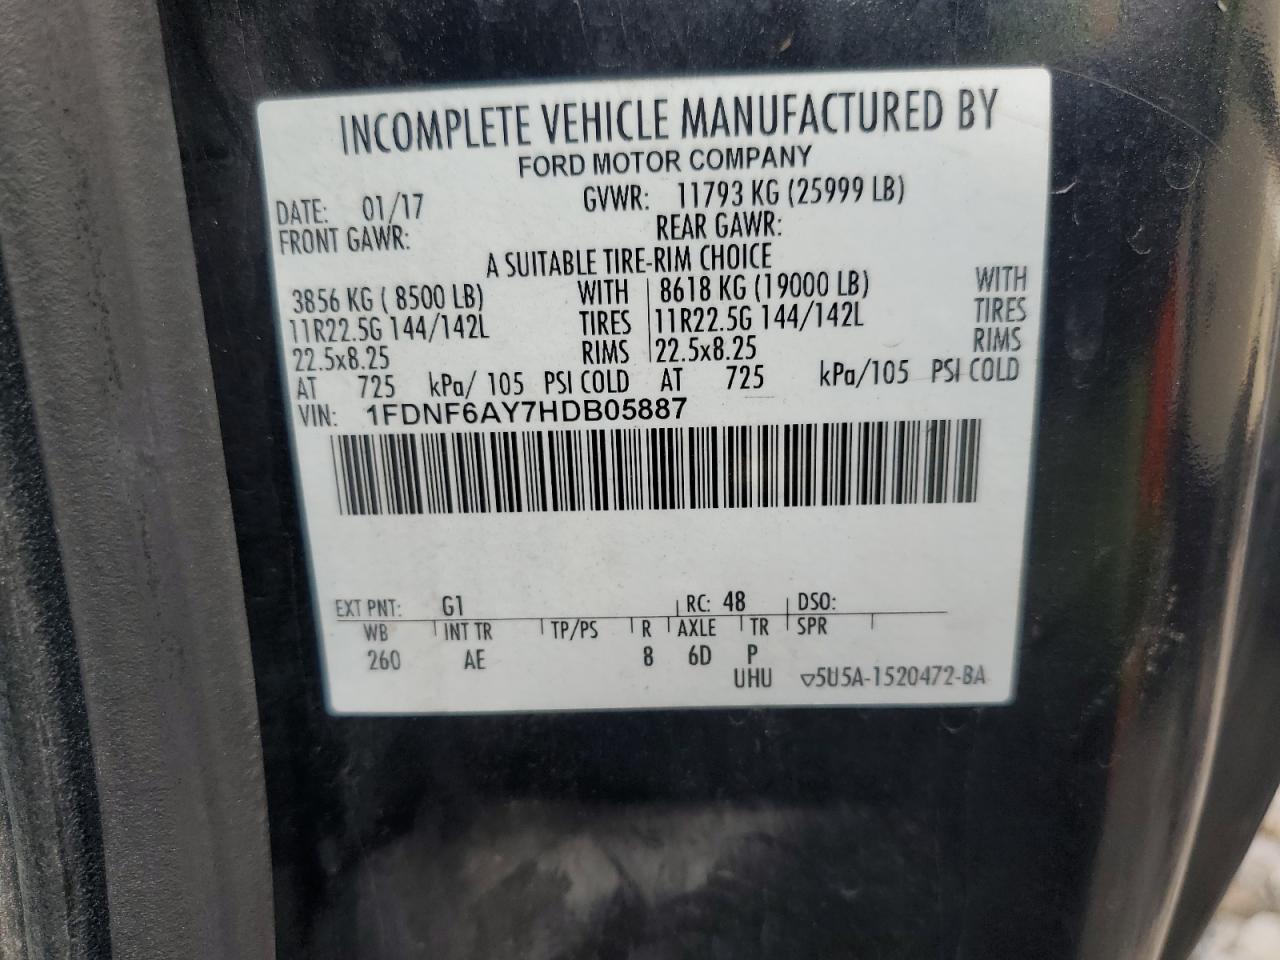 INCOMPLETE VEHICLE MANUFACTURED BY
FORD MOTOR COMPANY
DATE: 01/17 GVWR: 11793 KG (25999 LB)
FRONT GAWR: REAR GAWR:
A SUITABLE TIRE-RIM CHOICE
3856 KG ( 8500 LB) WITH 8618 KG (19000 LB) WITH
11R22.5G 144/142L TIRES 11R22.5G 144/142L TIRES
22.5x8.25 RIMS 22.5x8.25 RIMS
AT 725 kPa/ 105 PSI COLD AT 725 kPa/105 PSI COLD
VIN: 1FDNF6AY7HDB05887
EXT PNT: G1 RC: 48 DSO:
WB INT TR TP/PS R AXLE TR SPR
260 AE 8 6D P
UHU ▽5U5A-1520472-BA